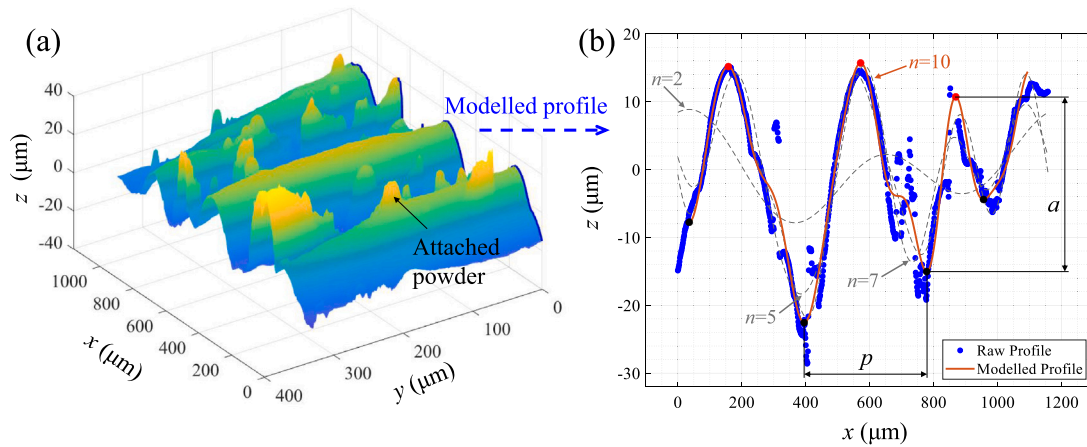 (a)
40
20
0
-20
-40
z (μm)
1000
800
600
400
200
0
x (μm)
400
300
200
100
0
y (μm)
Attached
powder
Modelled profile
(b)
20
10
0
-10
-20
-30
z (μm)
0
200
400
600
800
1000
1200
x (μm)
n=2
n=10
n=5
n=7
a
p
Raw Profile
Modelled Profile